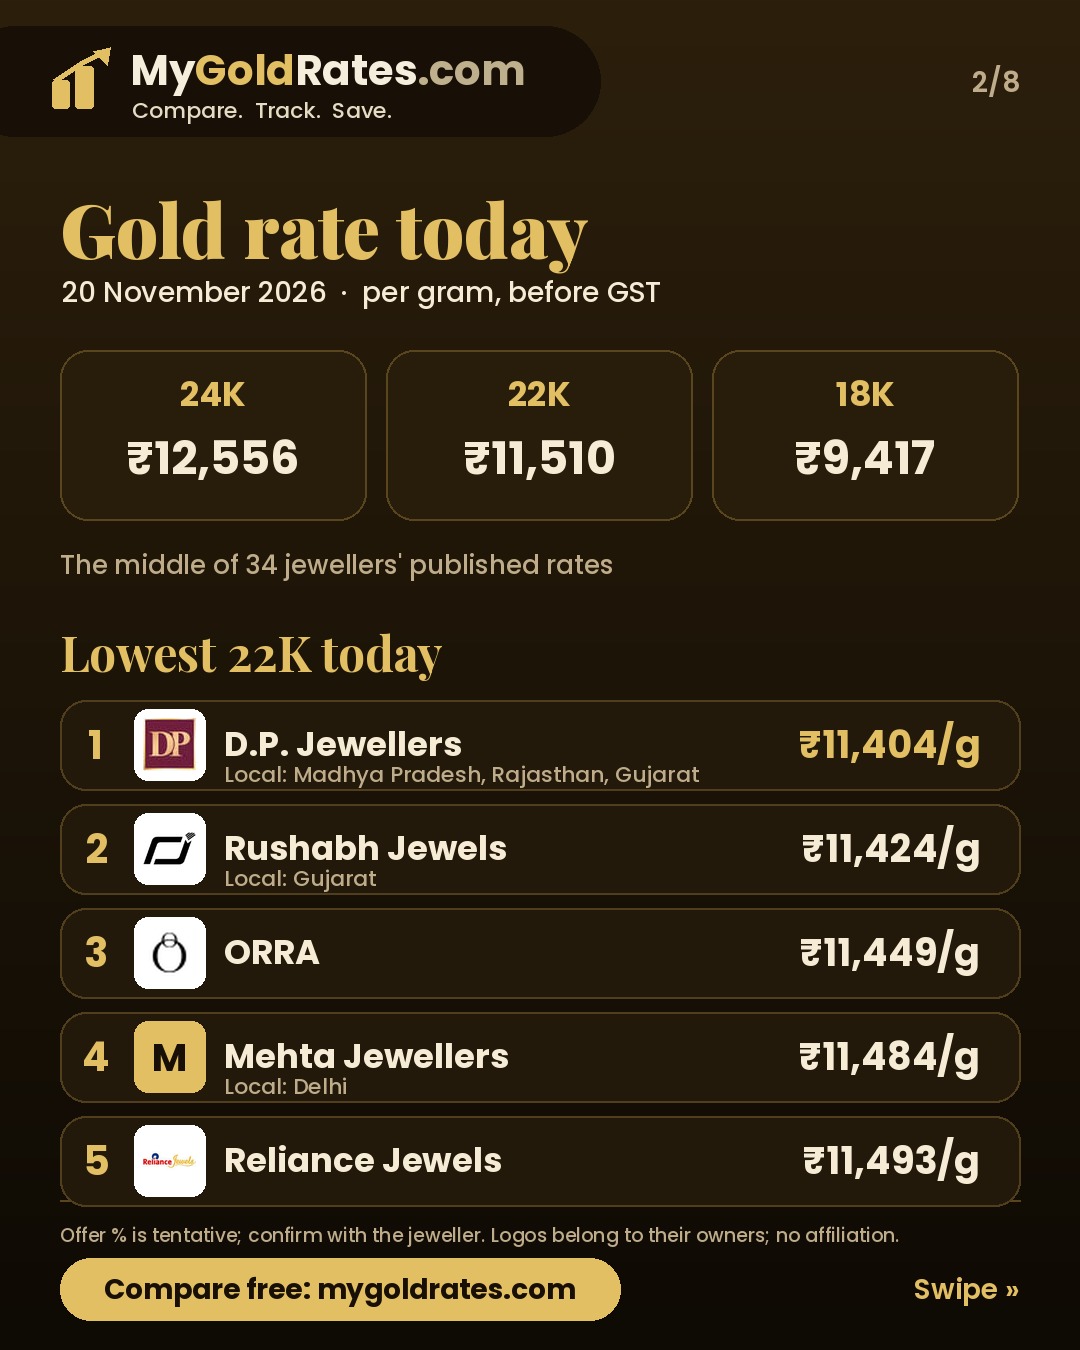 MyGoldRates.com
Compare. Track. Save.
2/8
Gold rate today
20 November 2026 · per gram, before GST
24K
₹12,556
22K
₹11,510
18K
₹9,417
The middle of 34 jewellers' published rates
Lowest 22K today
1 DP D.P. Jewellers ₹11,404/g
Local: Madhya Pradesh, Rajasthan, Gujarat
2 Rushabh Jewels ₹11,424/g
Local: Gujarat
3 ORRA ₹11,449/g
4 M Mehta Jewellers ₹11,484/g
Local: Delhi
5 Reliance Jewels Reliance Jewels ₹11,493/g
Offer % is tentative; confirm with the jeweller. Logos belong to their owners; no affiliation.
Compare free: mygoldrates.com
Swipe »